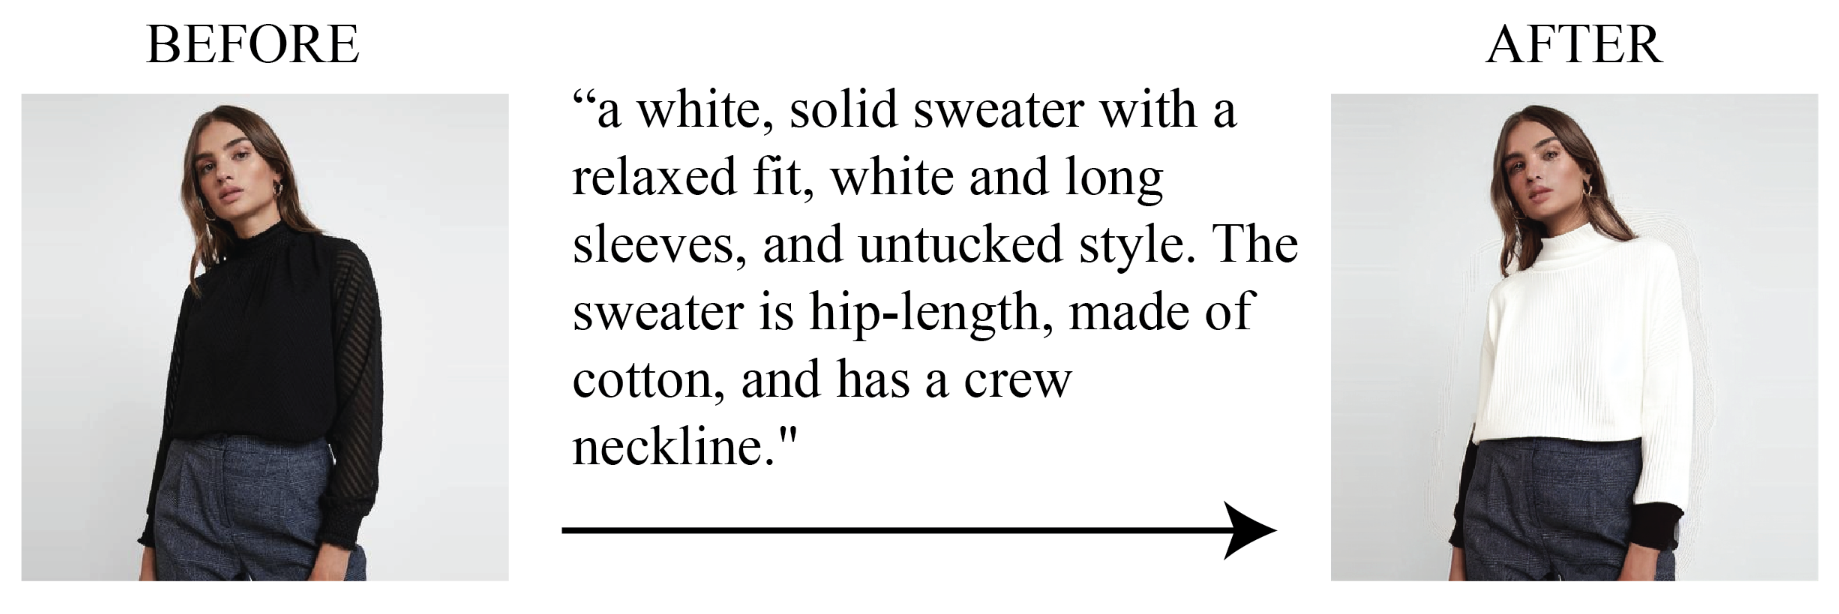 BEFORE
AFTER
“a white, solid sweater with a
relaxed fit, white and long
sleeves, and untucked style. The
sweater is hip-length, made of
cotton, and has a crew
neckline."